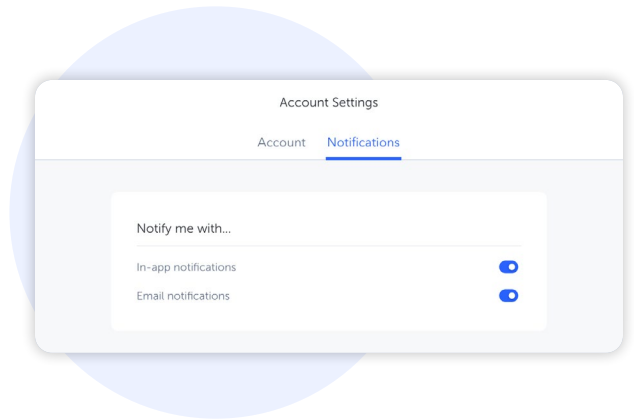 Account Settings
Account Notifications
Notify me with...
In-app notifications
Email notifications